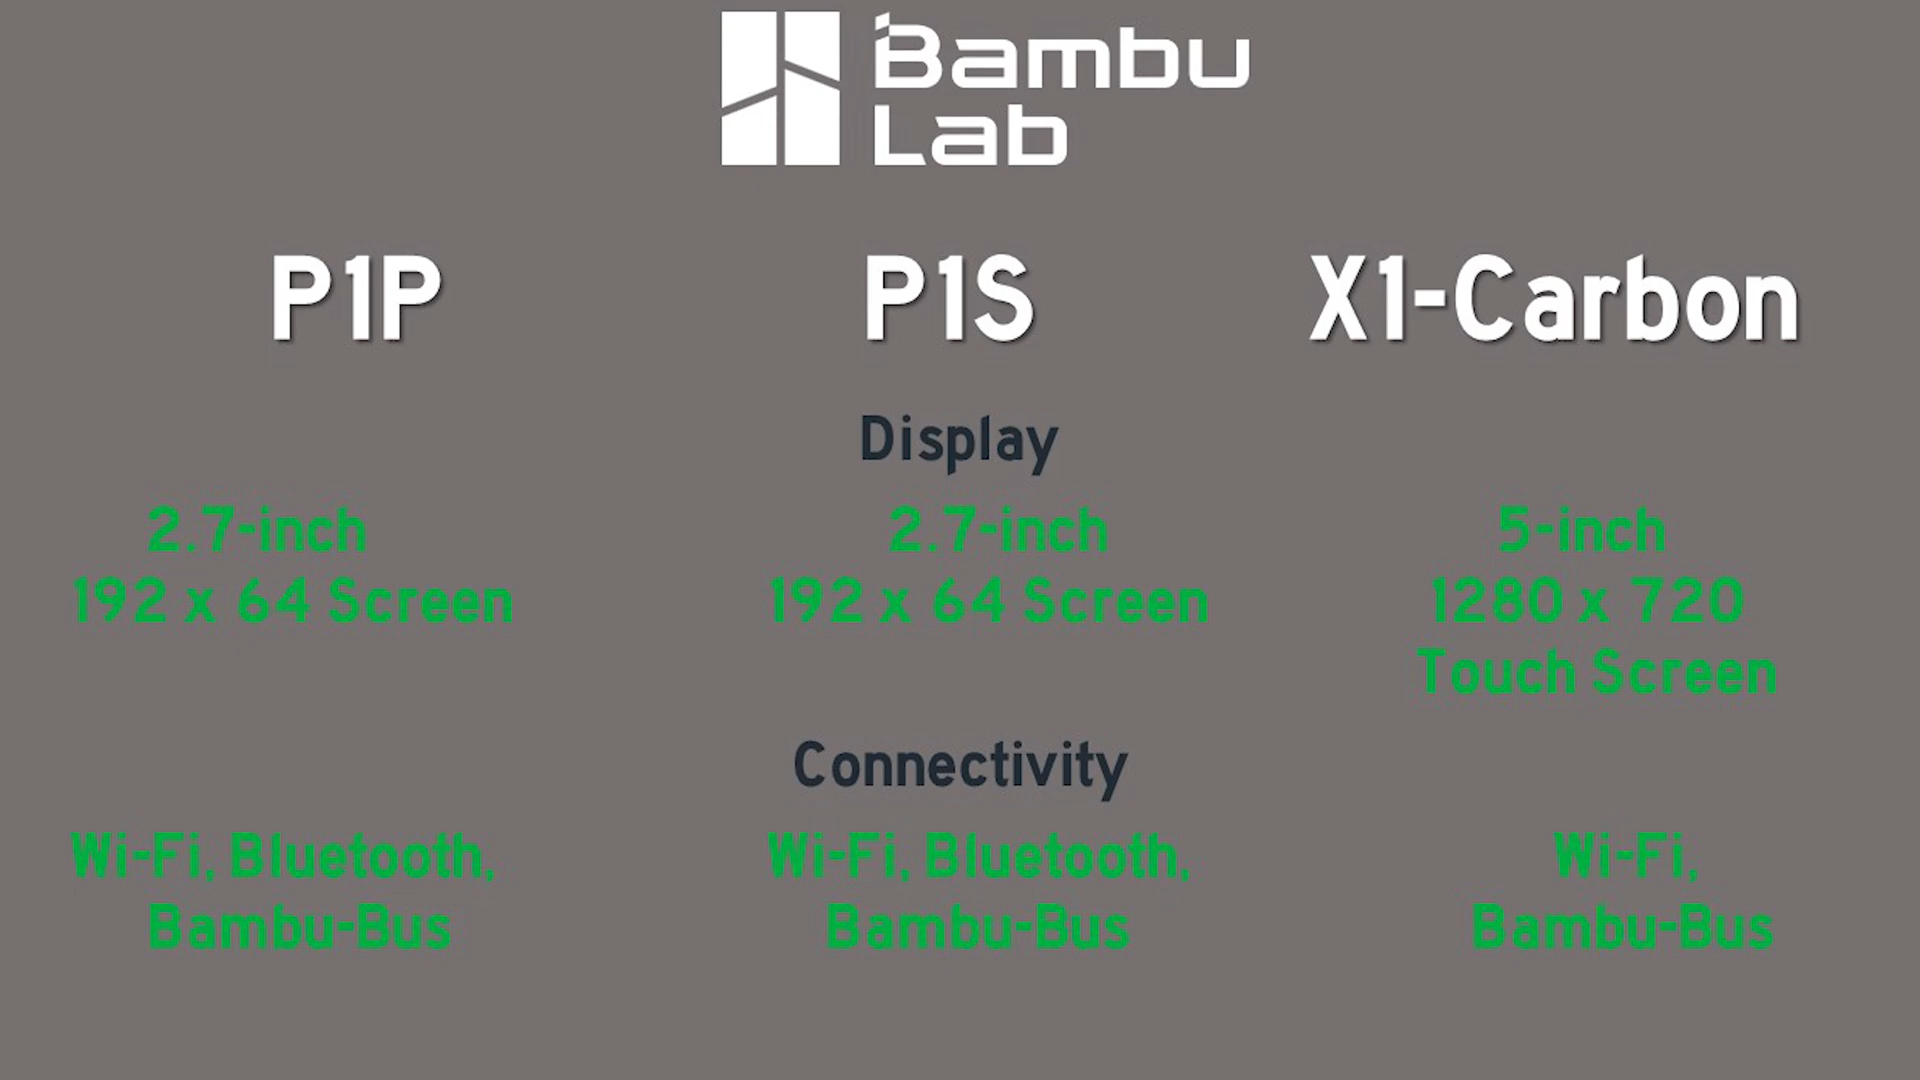 Bambu
Lab
P1P
P1S
X1-Carbon
Display
2.7-inch
192 x 64 Screen
2.7-inch
192 x 64 Screen
5-inch
1280 x 720
Touch Screen
Connectivity
Wi-Fi, Bluetooth,
Bambu-Bus
Wi-Fi, Bluetooth,
Bambu-Bus
Wi-Fi,
Bambu-Bus